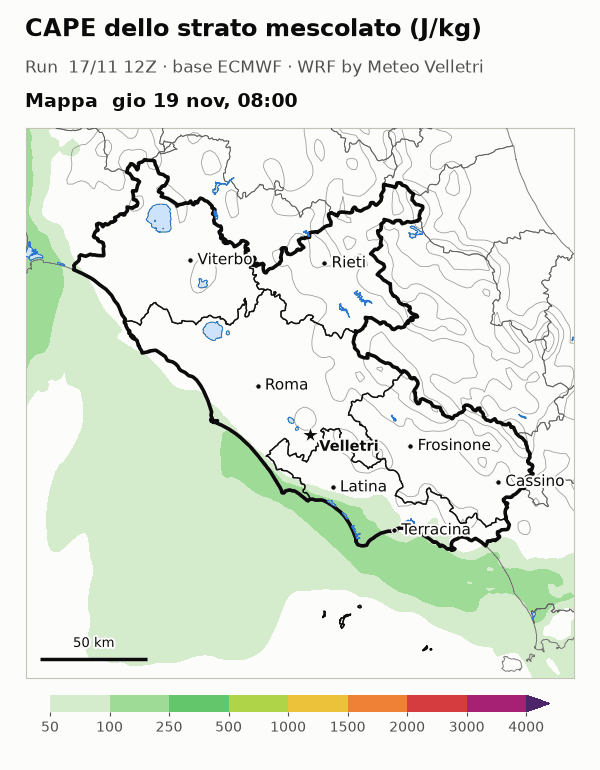 CAPE dello strato mescolato (J/kg)
Run 17/11 12Z · base ECMWF · WRF by Meteo Velletri
Mappa gio 19 nov, 08:00
Viterbo
Rieti
Roma
Velletri
Frosinone
Latina
Cassino
Terracina
50 km
50 100 250 500 1000 1500 2000 3000 4000